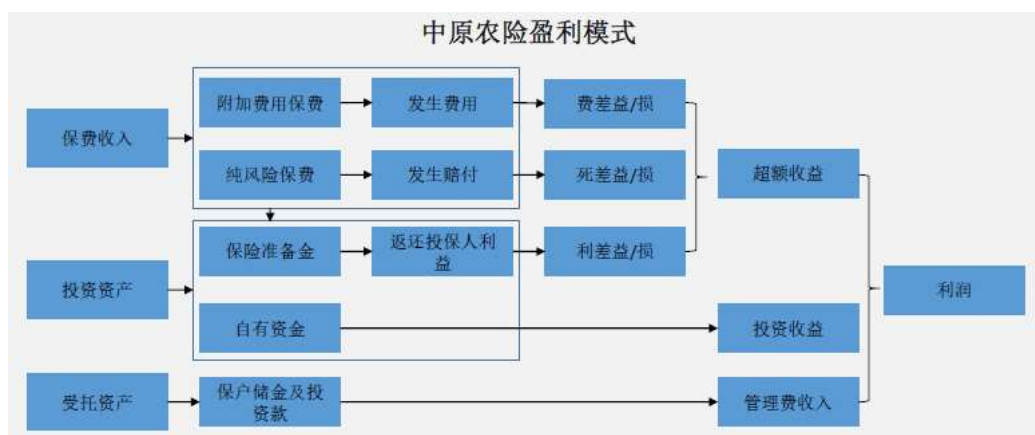 中原农险盈利模式
附加费用保费
发生费用
费差益/损
保费收入
纯风险保费
发生赔付
死差益/损
超额收益
保险准备金
返还投保人利
益
利差益/损
投资资产
利润
自有资金
投资收益
受托资产
保户储金及投
资款
管理费收入